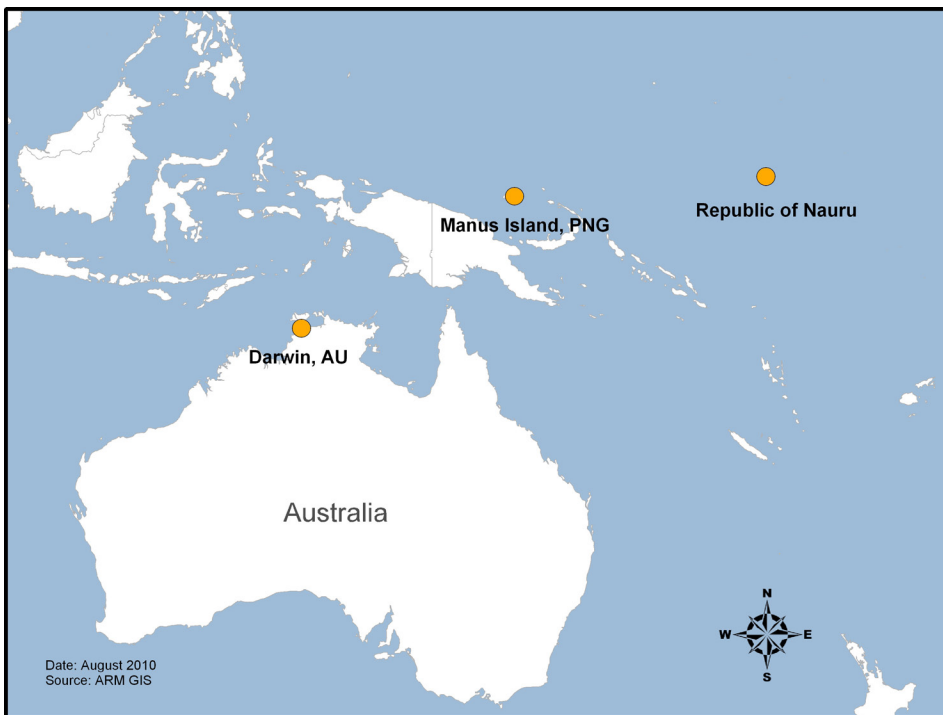 Manus Island, PNG
Republic of Nauru
Darwin, AU
Australia
N
W
E
S
Date: August 2010
Source: ARM GIS